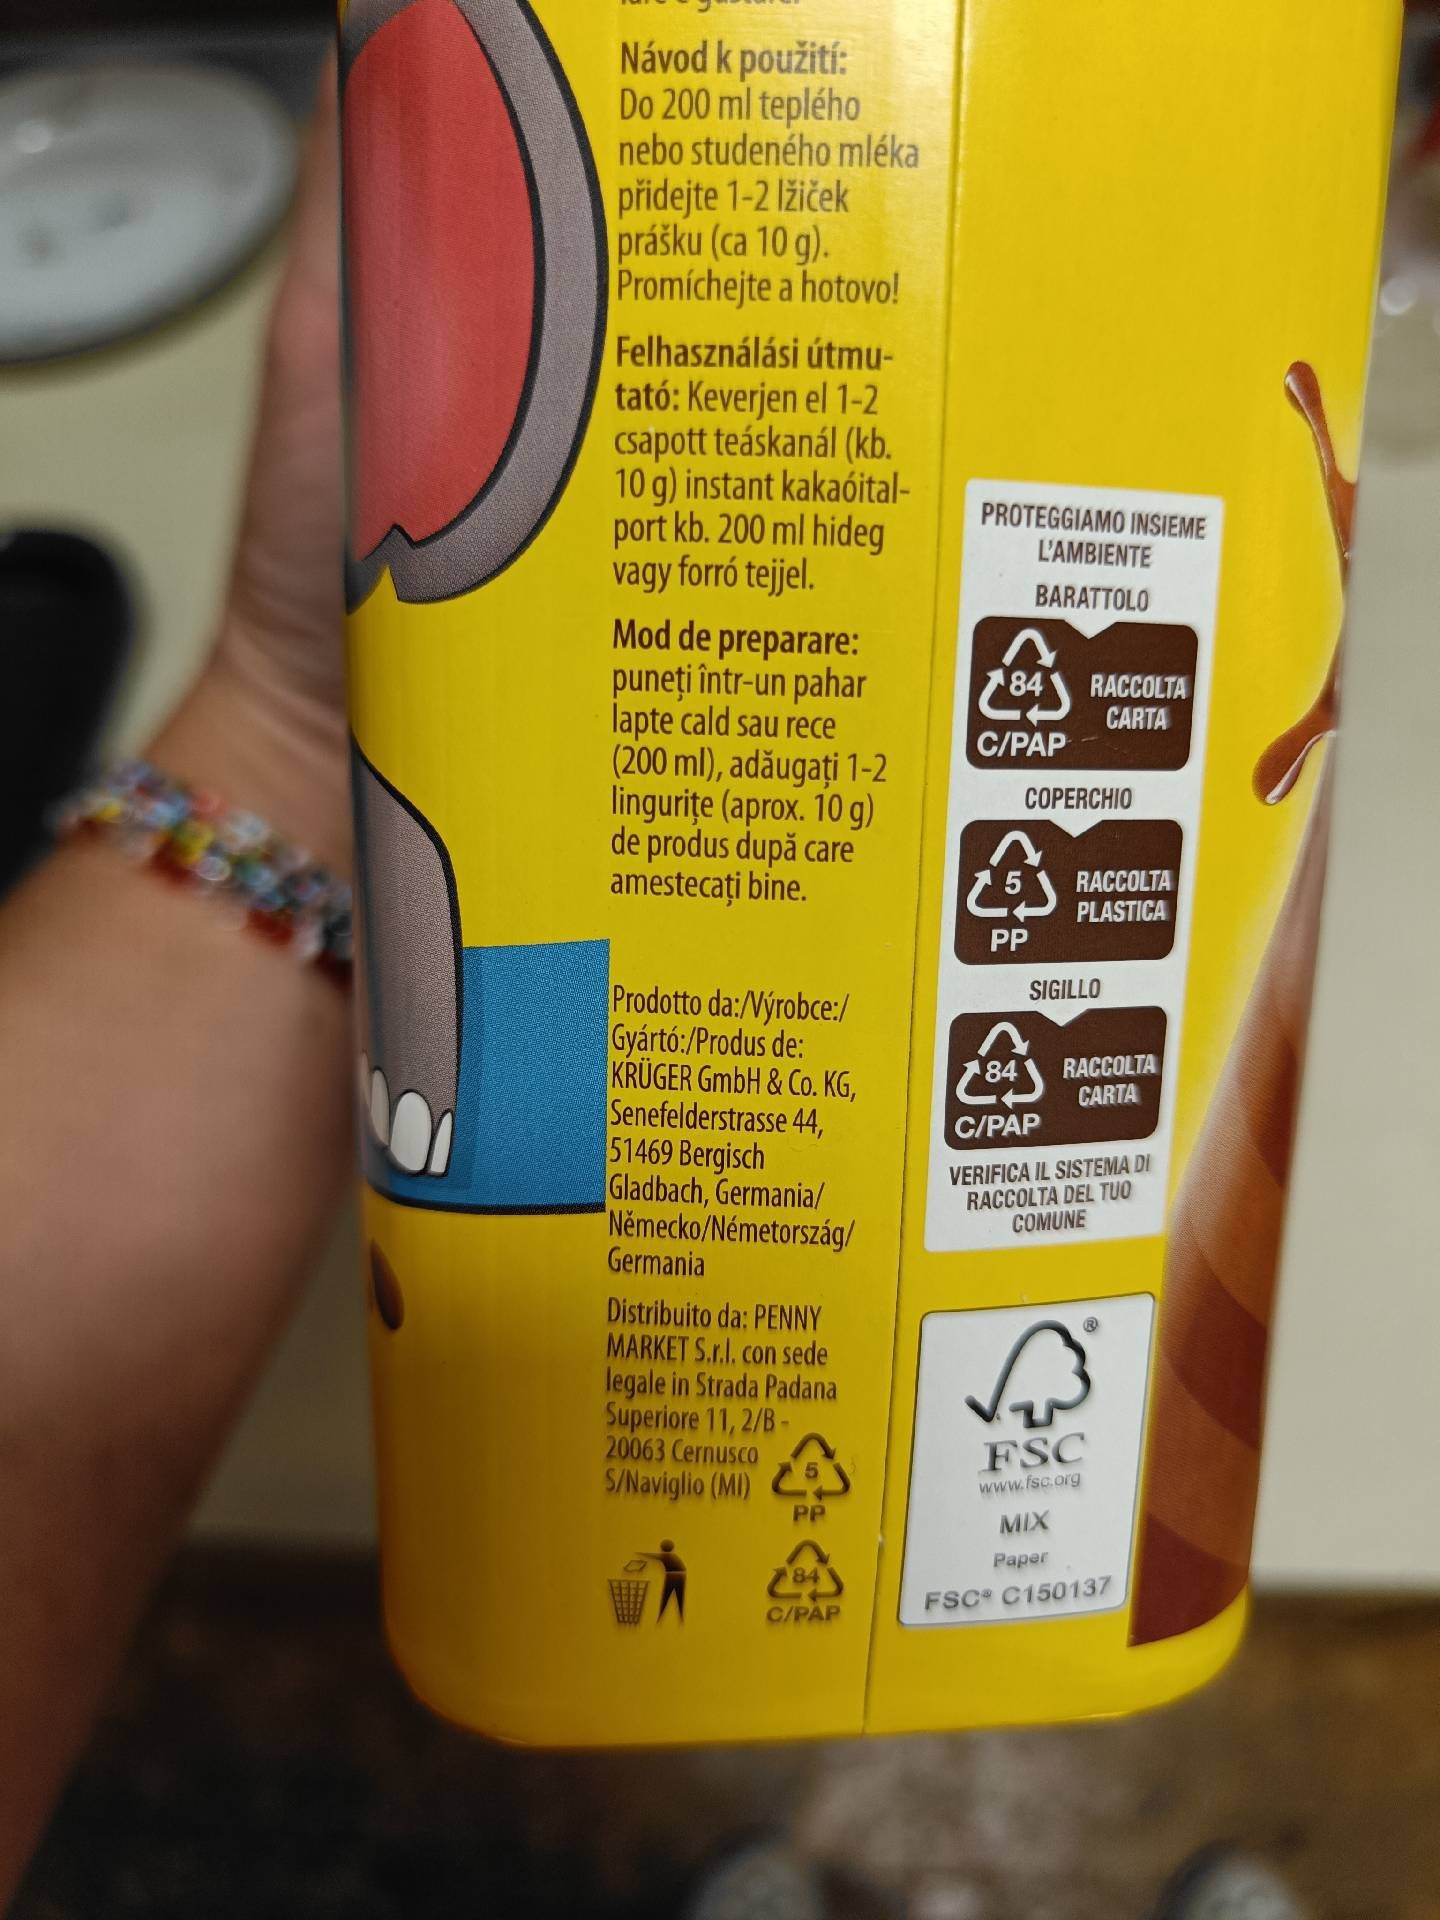 Návod k použití:
Do 200 ml teplého
nebo studeného mléka
přidejte 1-2 lžiček
prášku (ca 10 g).
Promíchejte a hotovo!
Felhasználási útmu-
tató: Keverjen el 1-2
csapott teáskanál (kb.
10 g) instant kakaóital-
port kb. 200 ml hideg
vagy forró tejjel.
Mod de preparare:
puneți într-un pahar
lapte cald sau rece
(200 ml), adăugați 1-2
lingurițe (aprox. 10 g)
de produs după care
amestecați bine.
Prodotto da:/Výrobce:/
Gyártó:/Produs de:
KRÜGER GmbH & Co. KG,
Senefelderstrasse 44,
51469 Bergisch
Gladbach, Germania/
Německo/Németország/
Germania
Distribuito da: PENNY
MARKET S.r.l. con sede
legale in Strada Padana
Superiore 11, 2/B -
20063 Cernusco
S/Naviglio (MI)
5
PP
84
C/PAP
PROTEGGIAMO INSIEME
L'AMBIENTE
BARATTOLO
84
C/PAP
RACCOLTA
CARTA
COPERCHIO
5
PP
RACCOLTA
PLASTICA
SIGILLO
84
C/PAP
RACCOLTA
CARTA
VERIFICA IL SISTEMA DI
RACCOLTA DEL TUO
COMUNE
®
FSC
www.fsc.org
MIX
Paper
FSC® C150137